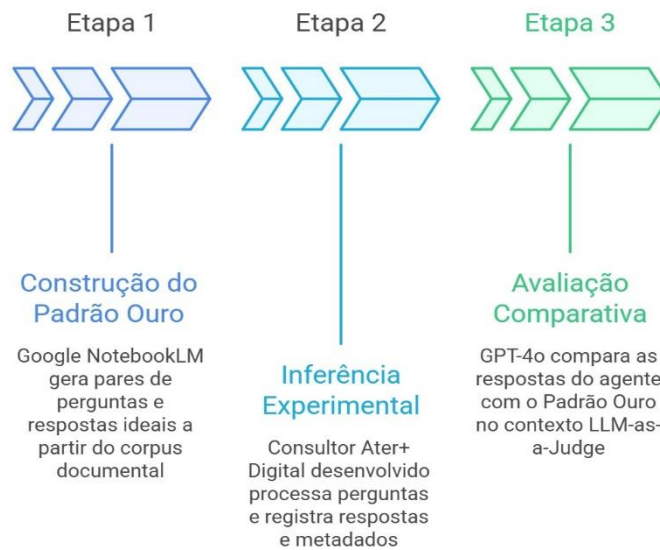 Etapa 1
Construção do
Padrão Ouro
Google NotebookLM
gera pares de
perguntas e
respostas ideais a
partir do corpus
documental
Etapa 2
Inferência
Experimental
Consultor Ater+
Digital desenvolvido
processa perguntas
e registra respostas
e metadados
Etapa 3
Avaliação
Comparativa
GPT-4o compara as
respostas do agente
com o Padrão Ouro
no contexto LLM-as-
a-Judge